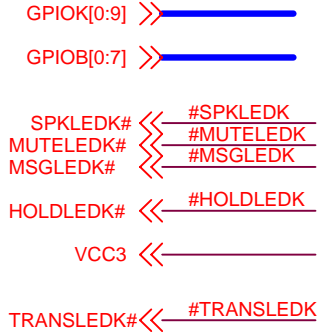 GPIOK[0:9]
GPIOB[0:7]
SPKLEDK# #SPKLEDK
MUTELEDK# #MUTELEDK
MSGLEDK# #MSGLEDK
HOLDLEDK# #HOLDLEDK
VCC3
TRANSLEDK# #TRANSLEDK